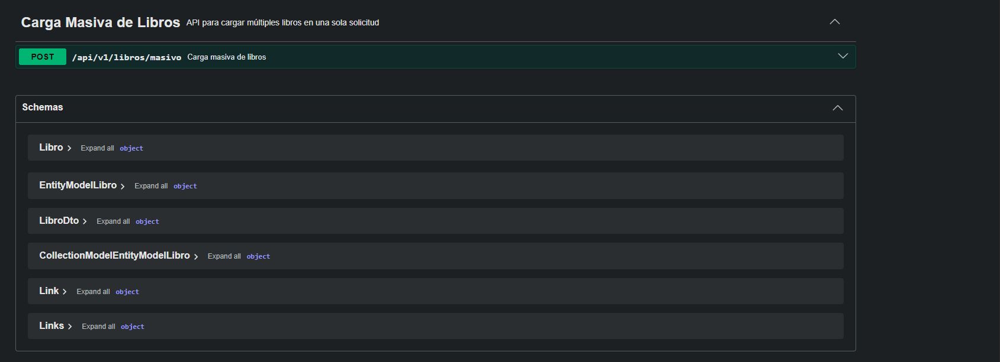 Carga Masiva de Libros API para cargar múltiples libros en una sola solicitud
POST /api/v1/libros/masivo Carga masiva de libros
Schemas
Libro Expand all object
EntityModelLibro Expand all object
LibroDto Expand all object
CollectionModelEntityModelLibro Expand all object
Link Expand all object
Links Expand all object